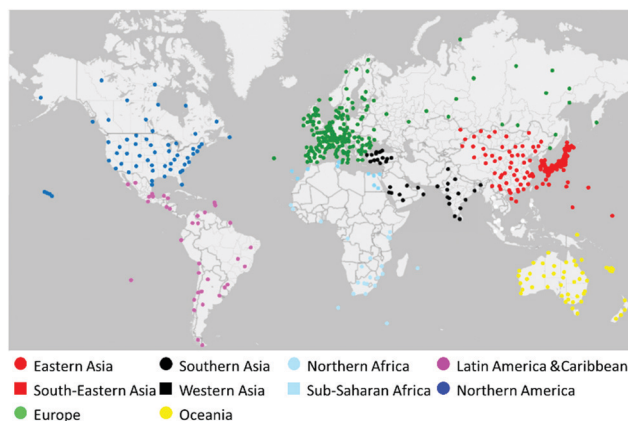 Eastern Asia Southern Asia Northern Africa Latin America &Caribbean
South-Eastern Asia Western Asia Sub-Saharan Africa Northern America
Europe Oceania